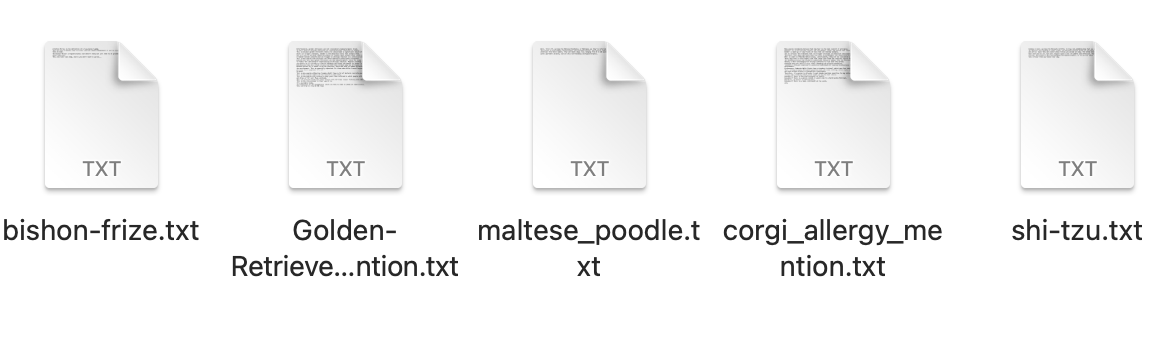 TXT TXT TXT TXT TXT
bishon-frize.txt Golden- maltese_poodle.t corgi_allergy_me shi-tzu.txt
Retrieve...ntion.txt xt ntion.txt